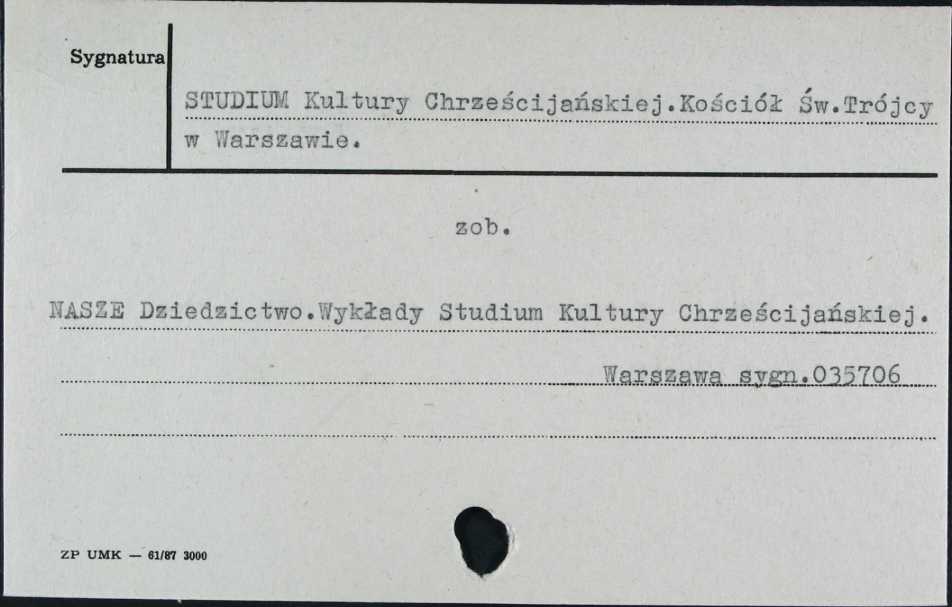 Sygnatura
STUDIUM Kultury Chrześcijańskiej.Kościół Św.Trójcy
w Warszawie.
zob.
NASZE Dziedzictwo.Wykłady Studium Kultury Chrześcijańskiej.
Warszawa sygn.035706
ZP UMK — 61/87 3000